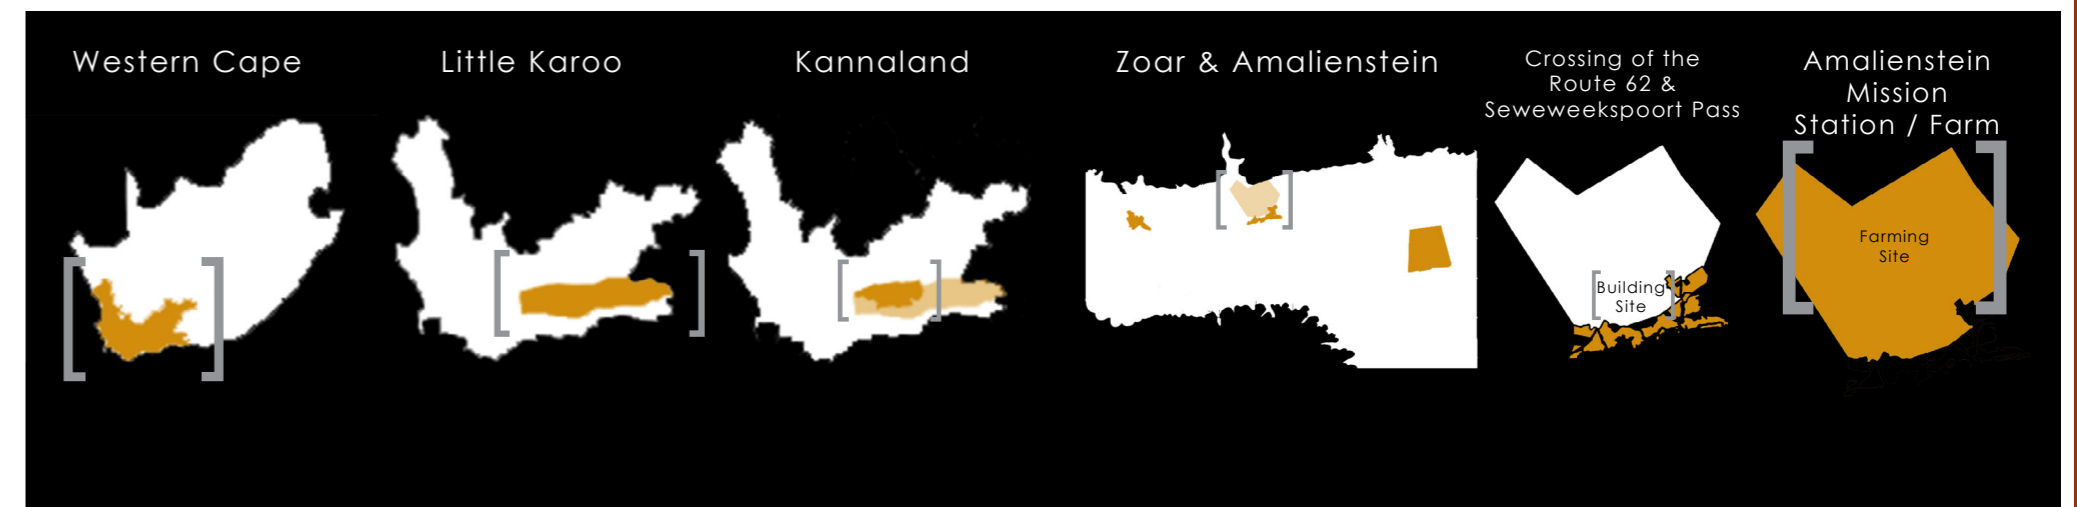 Western Cape
Little Karoo
Kannaland
Zoar & Amalienstein
Crossing of the
Route 62 &
Seweweekspoort Pass
Amalienstein
Mission
Station / Farm
Building
Site
Farming
Site